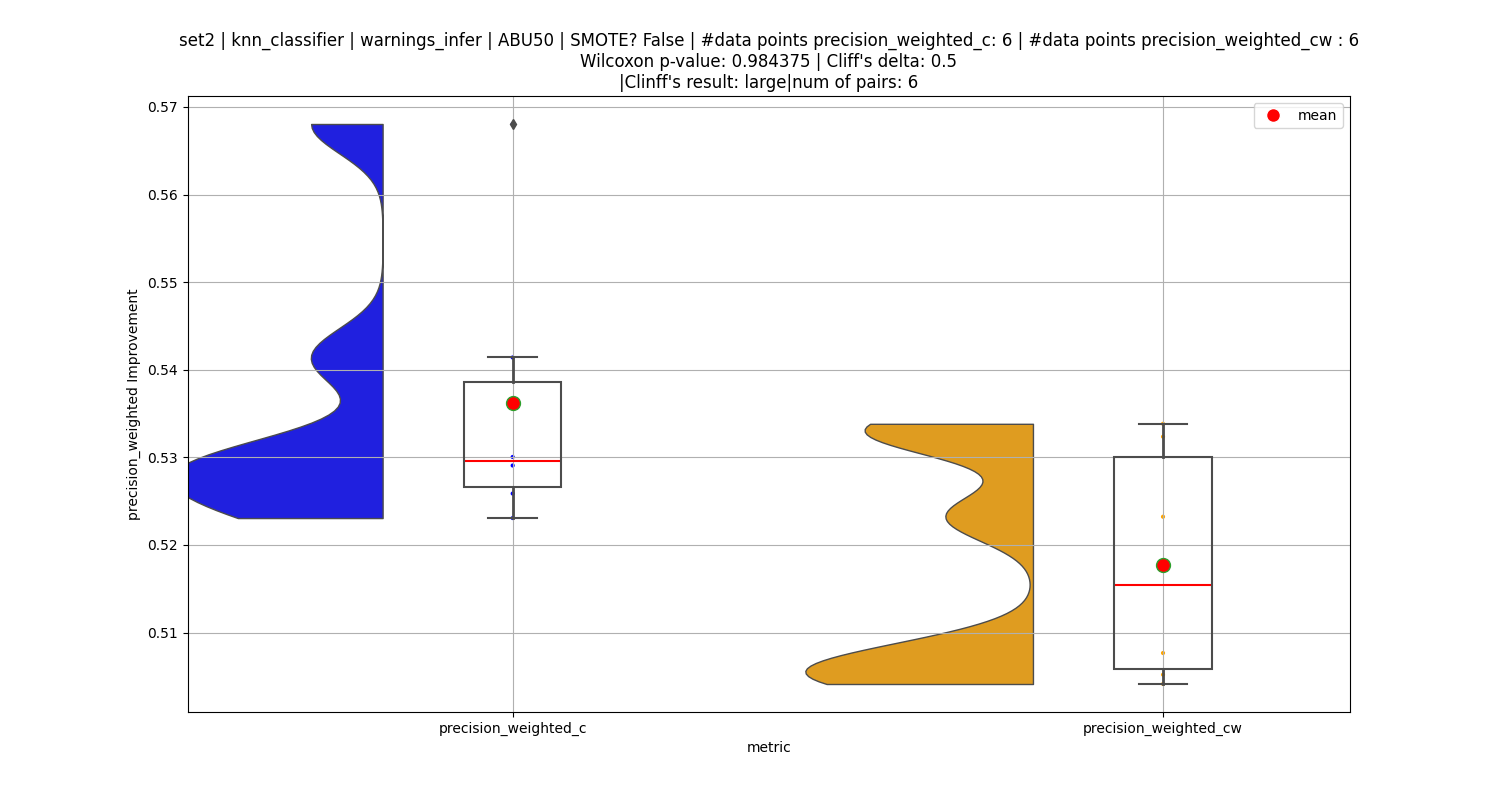 set2 | knn_classifier | warnings_infer | ABU50 | SMOTE? False | #data points precision_weighted_c: 6 | #data points precision_weighted_cw : 6
Wilcoxon p-value: 0.984375 | Cliff's delta: 0.5
|Clinff's result: large|num of pairs: 6
mean
0.57
0.56
0.55
0.54
0.53
0.52
0.51
precision_weighted Improvement
precision_weighted_c
precision_weighted_cw
metric